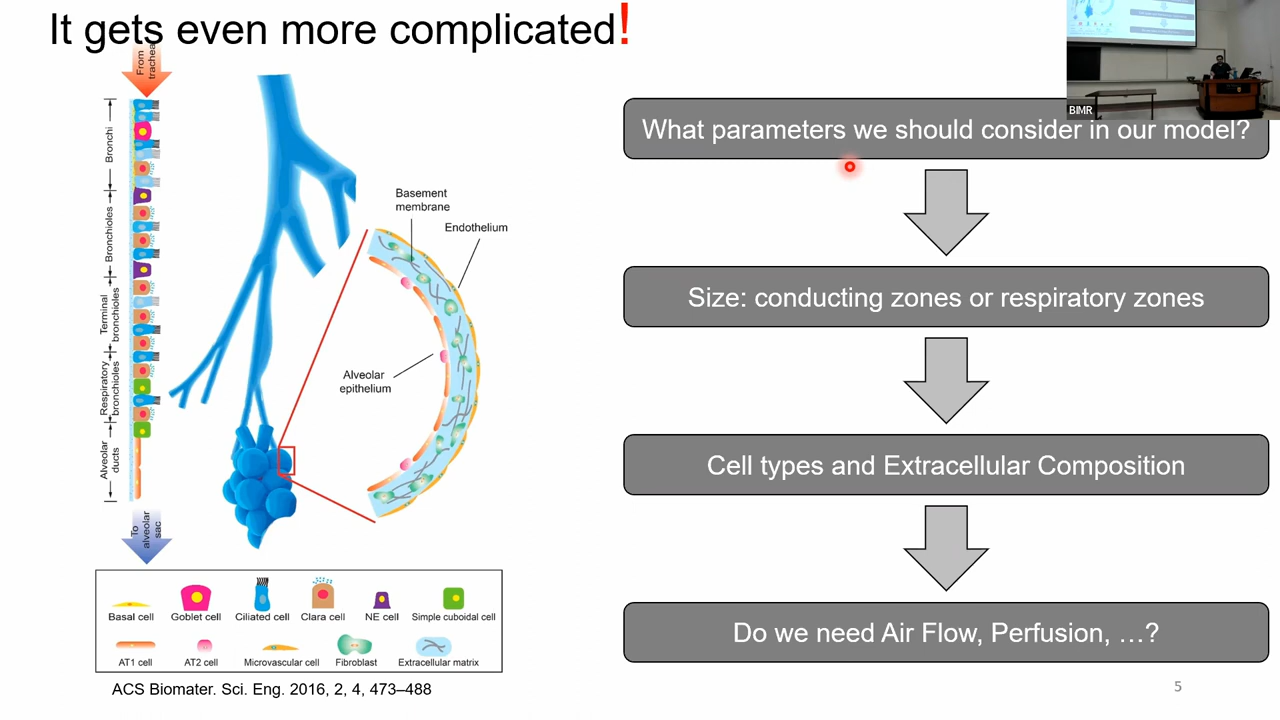 It gets even more complicated!
From
trachea
Bronchi
Bronchioles
Terminal
bronchioles
Respiratory
bronchioles
Alveolar
ducts
To
alveolar
sac
Basement
membrane
Endothelium
Alveolar
epithelium
Basal cell
Goblet cell
Ciliated cell
Clara cell
NE cell
Simple cuboidal cell
AT1 cell
AT2 cell
Microvascular cell
Fibroblast
Extracellular matrix
ACS Biomater. Sci. Eng. 2016, 2, 4, 473–488
BIMR
What parameters we should consider in our model?
Size: conducting zones or respiratory zones
Cell types and Extracellular Composition
Do we need Air Flow, Perfusion, …?
5